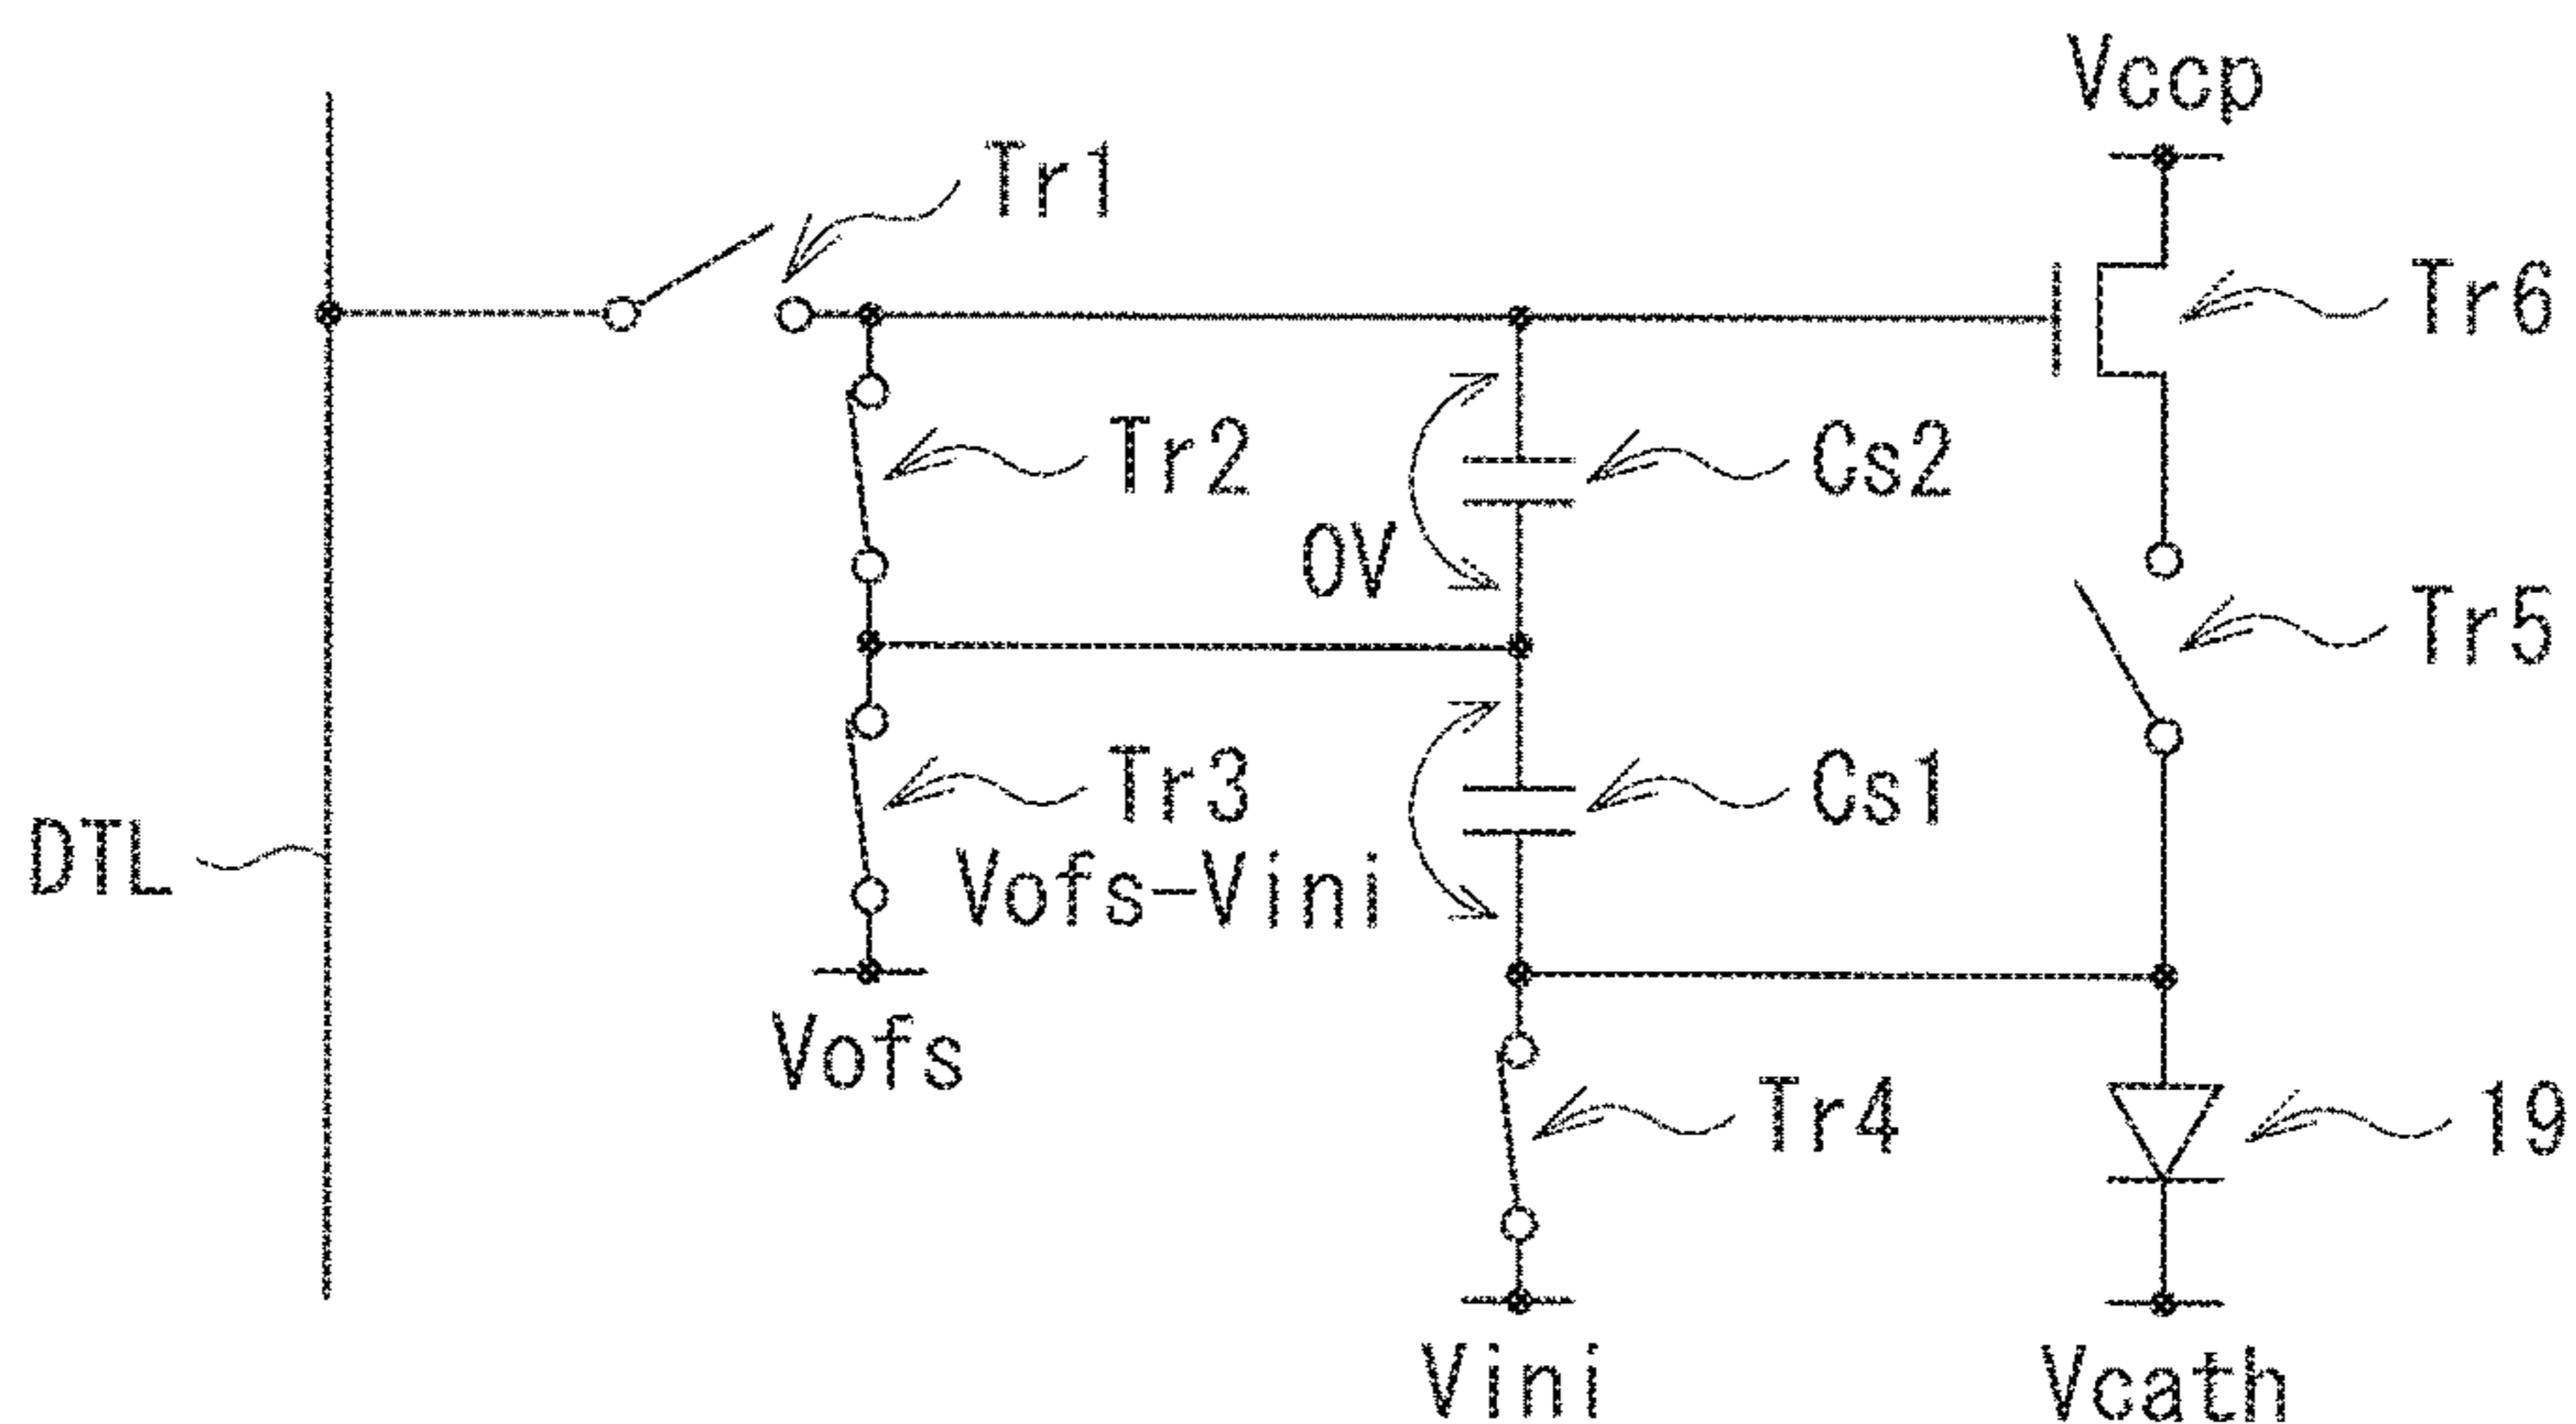 Vccp
Tr1
Tr6
Tr2
Cs2
0V
Tr5
Tr3
Cs1
DTL
Vofs-Vini
Vofs
Tr4
19
Vini
Vcath